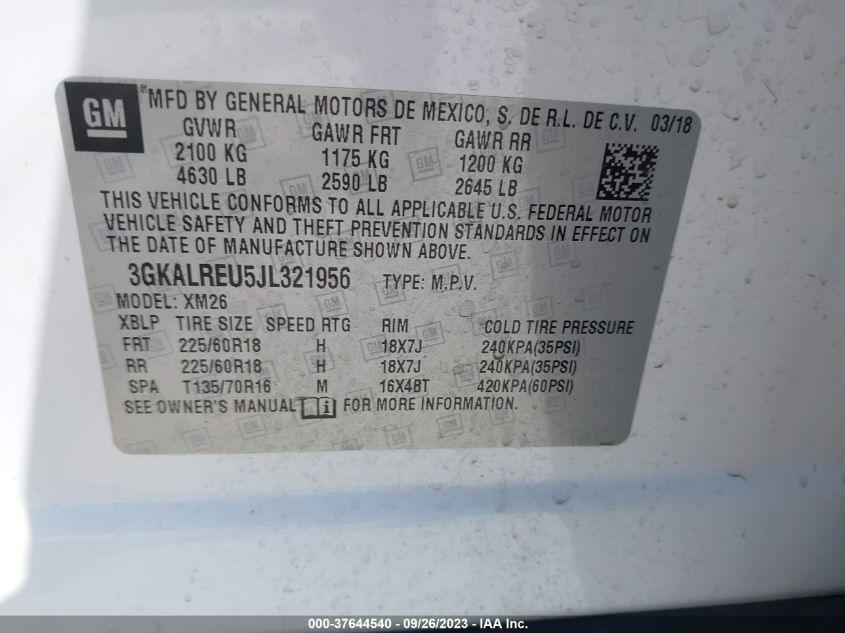 GM
MFD BY GENERAL MOTORS DE MEXICO, S. DE R.L. DE C.V. 03/18
GVWR GAWR FRT GAWR RR
2100 KG 1175 KG 1200 KG
4630 LB 2590 LB 2645 LB
THIS VEHICLE CONFORMS TO ALL APPLICABLE U.S. FEDERAL MOTOR
VEHICLE SAFETY AND THEFT PREVENTION STANDARDS IN EFFECT ON
THE DATE OF MANUFACTURE SHOWN ABOVE.
3GKALREU5JL321956 TYPE: M.P.V.
MODEL: XM26
XBLP TIRE SIZE SPEED RTG RIM COLD TIRE PRESSURE
FRT 225/60R18 H 18X7J 240KPA(35PSI)
RR 225/60R18 H 18X7J 240KPA(35PSI)
SPA T135/70R16 M 16X4BT 420KPA(60PSI)
SEE OWNER'S MANUAL i FOR MORE INFORMATION.
000-37644540 - 09/26/2023 - IAA Inc.